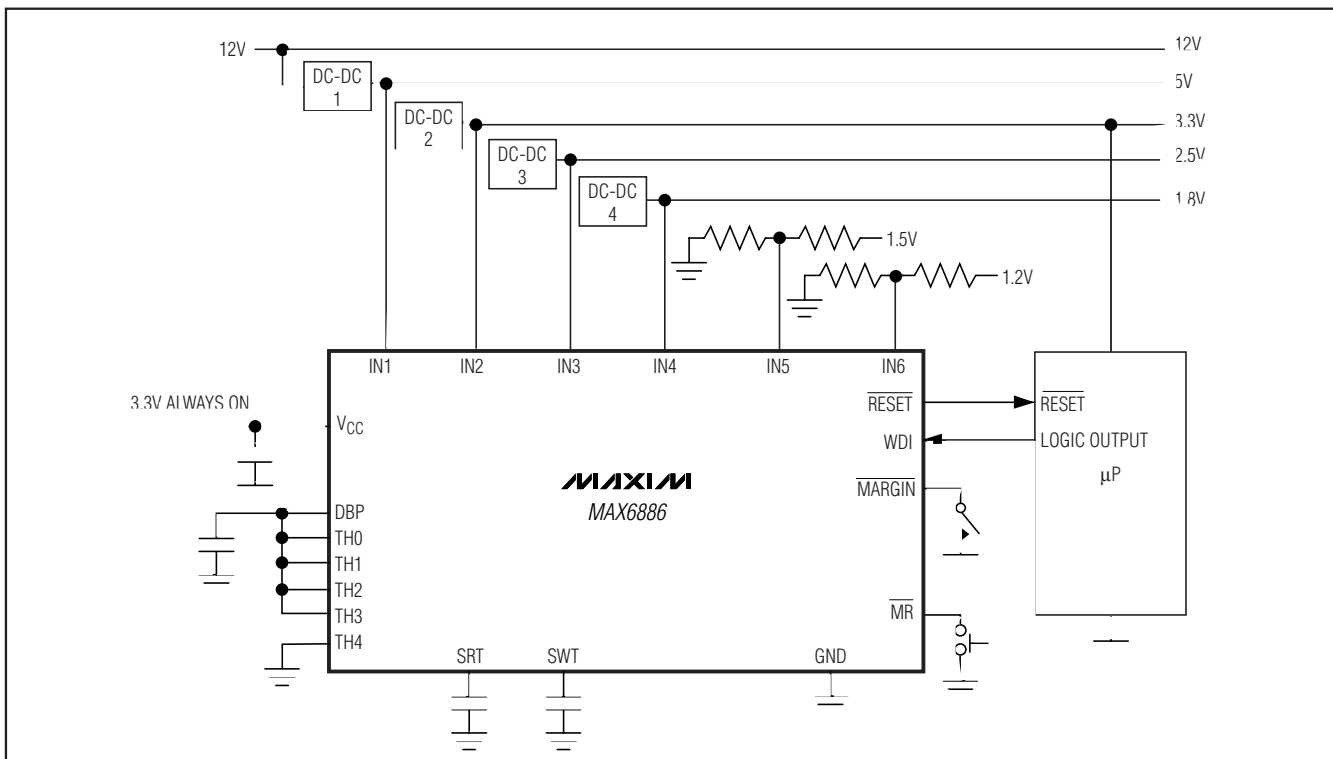 12V
12V
DC-DC
1
5V
DC-DC
2
3.3V
DC-DC
3
2.5V
DC-DC
4
1.8V
1.5V
1.2V
IN1 IN2 IN3 IN4 IN5 IN6
3.3V ALWAYS ON
VCC
RESET
RESET
WDI
LOGIC OUTPUT
µP
MAXIM
MAX6886
MARGIN
DBP
TH0
TH1
TH2
TH3
TH4
MR
SRT SWT GND